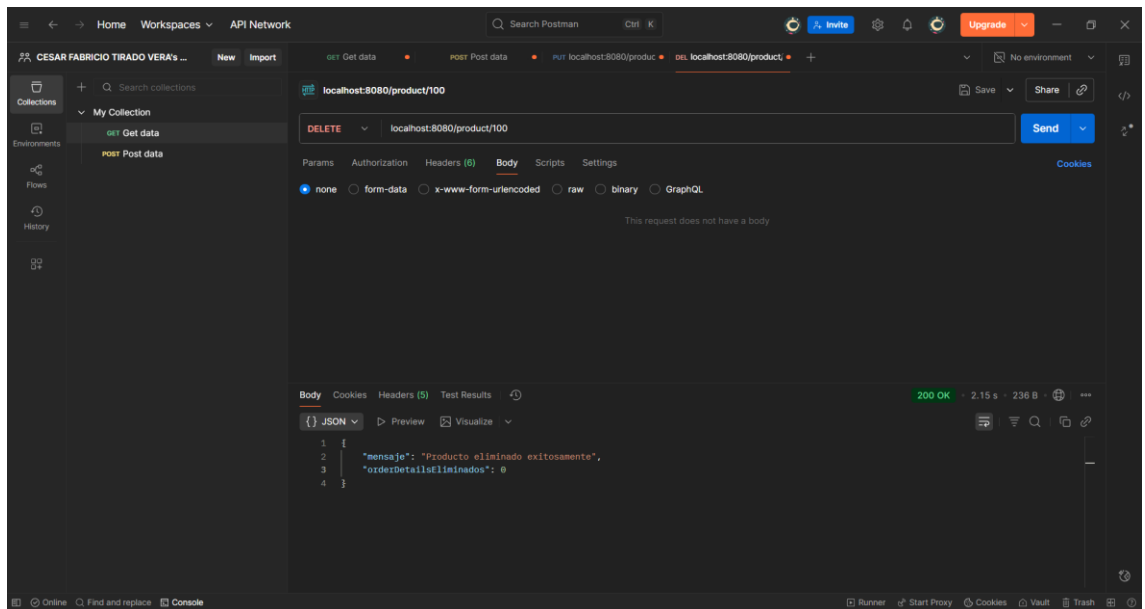 Home Workspaces API Network Search Postman Ctrl K Invite Upgrade
CESAR FABRICIO TIRADO VERA's ... New Import GET Get data POST Post data PUT localhost:8080/produc DEL localhost:8080/product/ No environment
Collections
Search collections
My Collection
GET Get data
POST Post data
Environments
Flows
History
HTTP localhost:8080/product/100 Save Share
DELETE localhost:8080/product/100 Send
Params Authorization Headers (6) Body Scripts Settings Cookies
none form-data x-www-form-urlencoded raw binary GraphQL
This request does not have a body
Body Cookies Headers (5) Test Results 200 OK 2.15 s 236 B
{} JSON Preview Visualize
1 {
2 "mensaje": "Producto eliminado exitosamente",
3 "orderDetailsEliminados": 0
4 }
Online Find and replace Console Runner Start Proxy Cookies Vault Trash